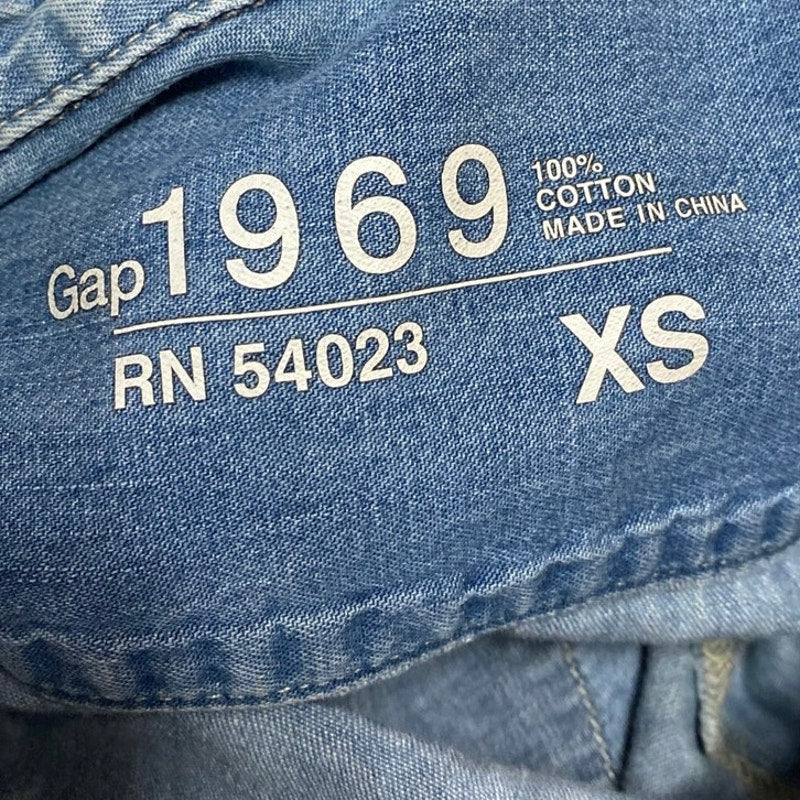 Gap 1969
100%
COTTON
MADE IN CHINA
RN 54023
XS